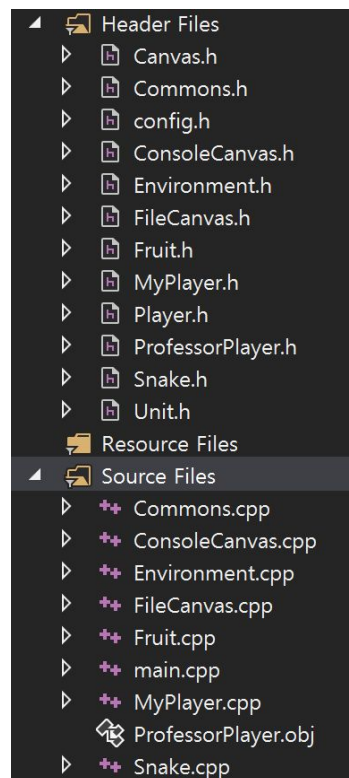 Header Files
Canvas.h
Commons.h
config.h
ConsoleCanvas.h
Environment.h
FileCanvas.h
Fruit.h
MyPlayer.h
Player.h
ProfessorPlayer.h
Snake.h
Unit.h
Resource Files
Source Files
Commons.cpp
ConsoleCanvas.cpp
Environment.cpp
FileCanvas.cpp
Fruit.cpp
main.cpp
MyPlayer.cpp
ProfessorPlayer.obj
Snake.cpp